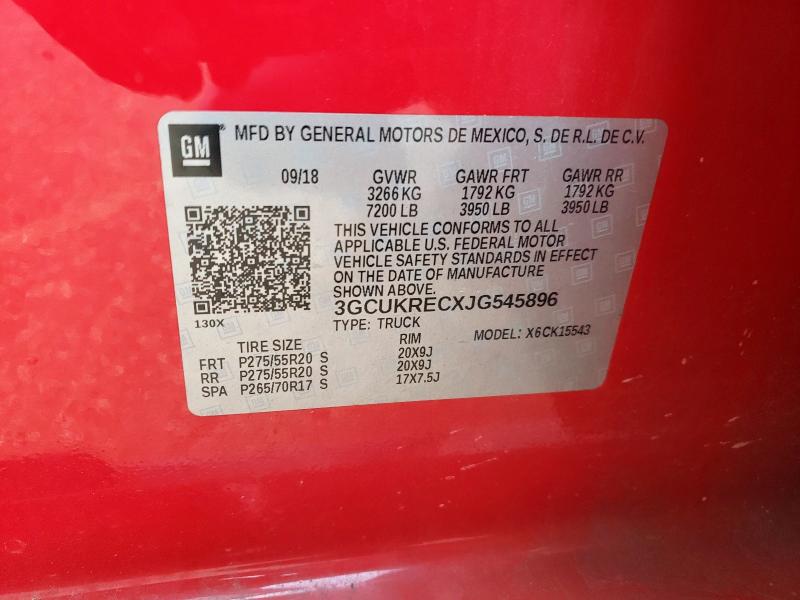 GM ® MFD BY GENERAL MOTORS DE MEXICO, S. DE R.L. DE C.V.
09/18 GVWR GAWR FRT GAWR RR
3266 KG 1792 KG 1792 KG
7200 LB 3950 LB 3950 LB
THIS VEHICLE CONFORMS TO ALL
APPLICABLE U.S. FEDERAL MOTOR
VEHICLE SAFETY STANDARDS IN EFFECT
ON THE DATE OF MANUFACTURE
SHOWN ABOVE.
3GCUKRECXJG545896
130X TYPE: TRUCK MODEL: X6CK15543
TIRE SIZE RIM
FRT P275/55R20 S 20X9J
RR P275/55R20 S 20X9J
SPA P265/70R17 S 17X7.5J